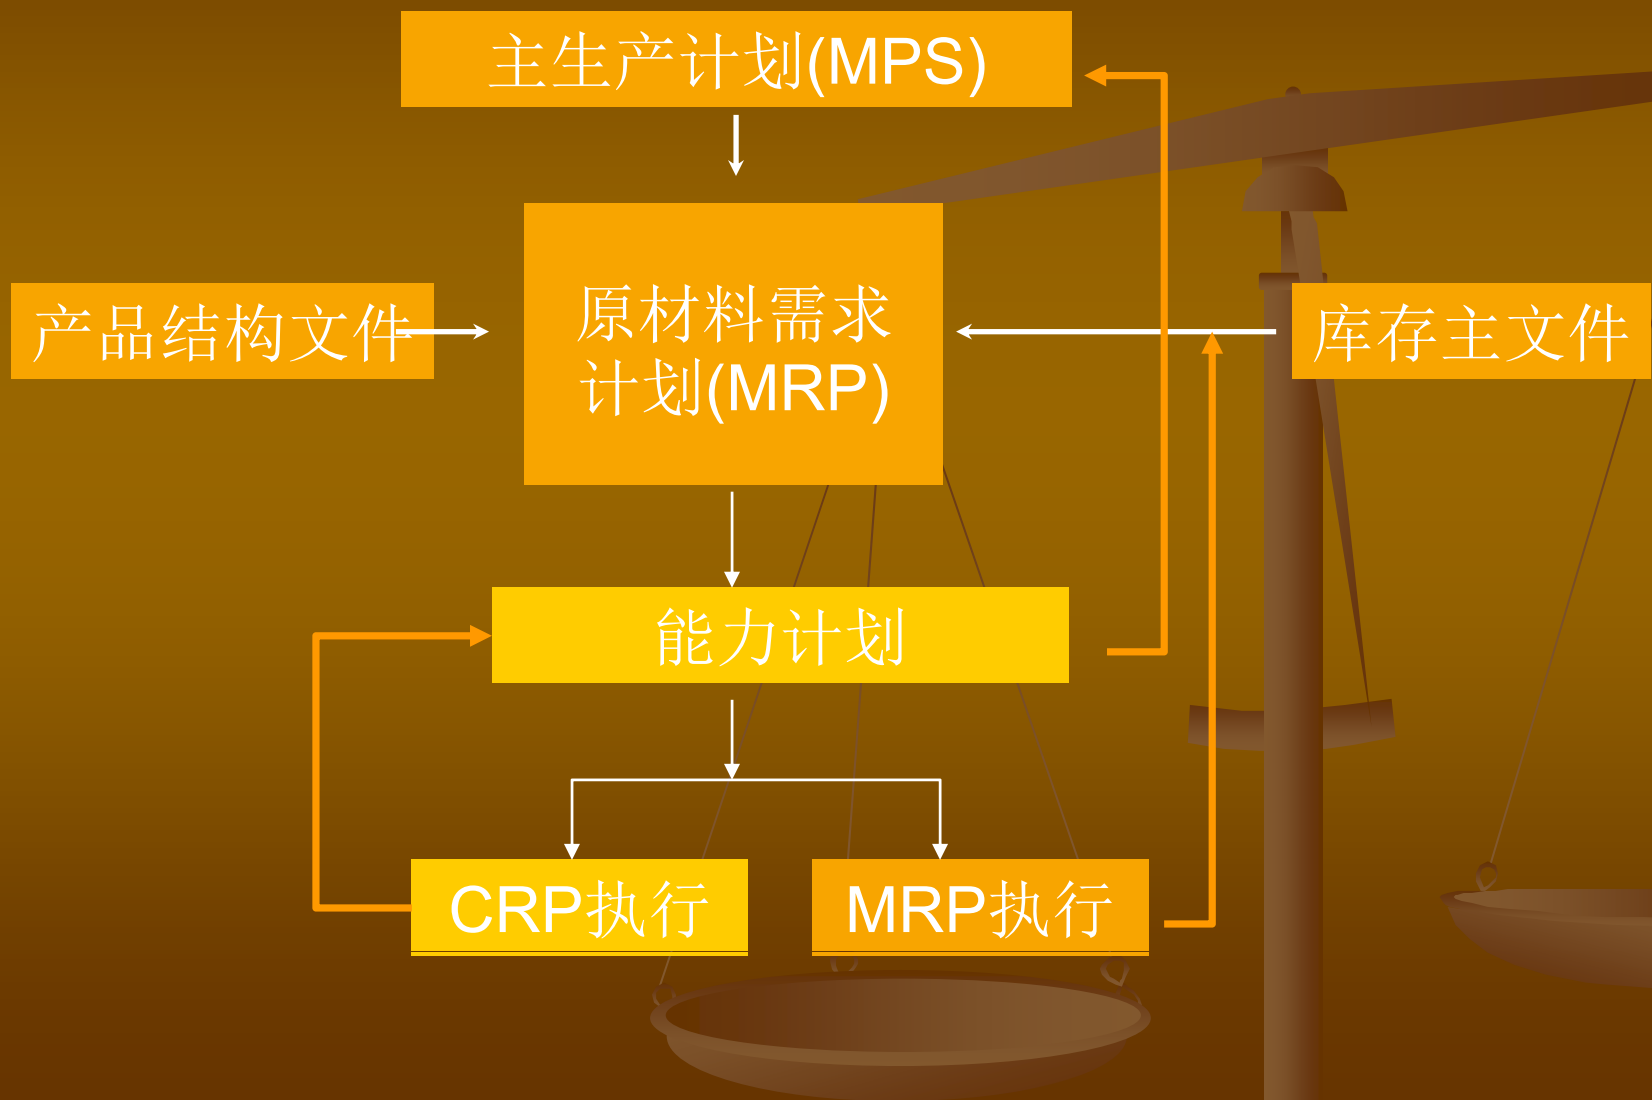 主生产计划(MPS)
产品结构文件
原材料需求
计划(MRP)
库存主文件
能力计划
CRP执行
MRP执行